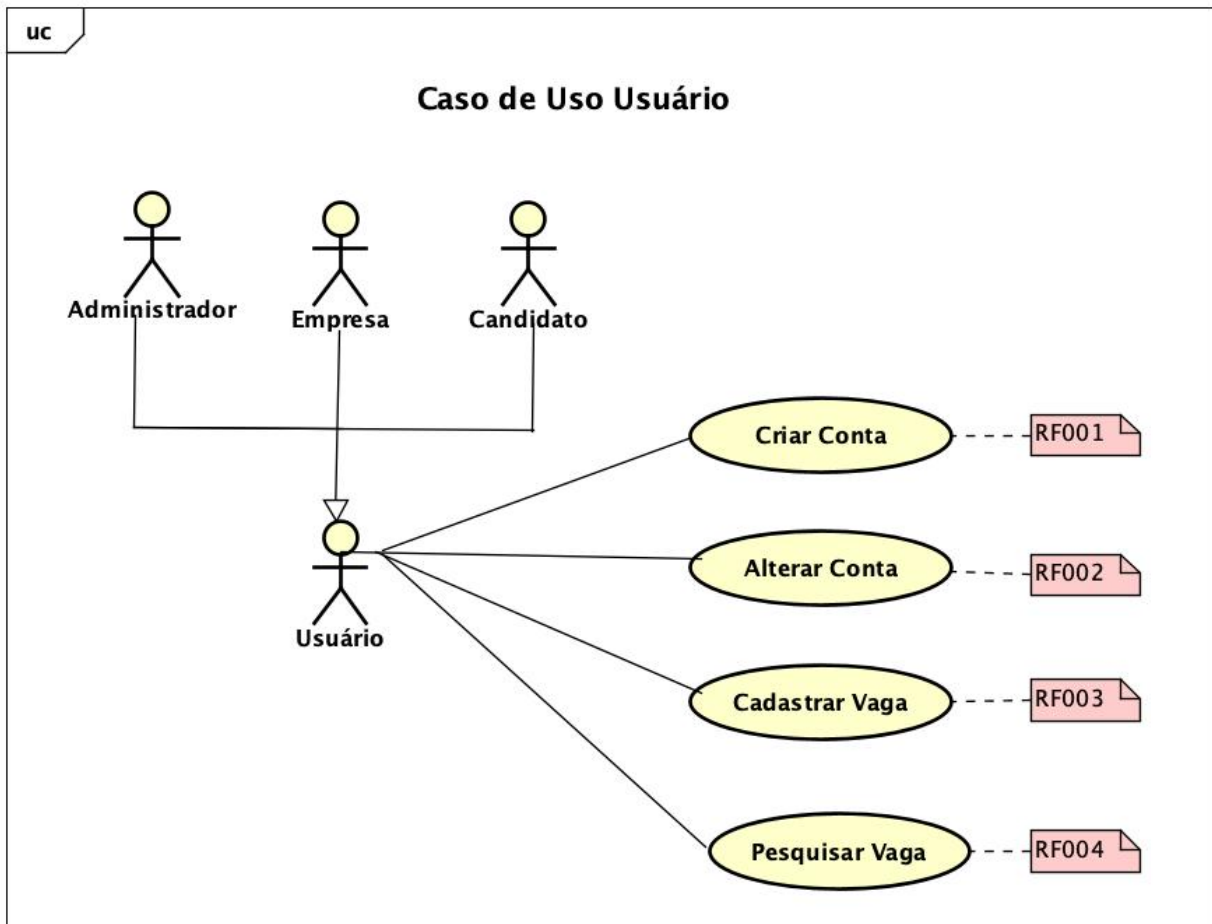 uc
Caso de Uso Usuário
Administrador
Empresa
Candidato
Criar Conta
RF001
Alterar Conta
RF002
Usuário
Cadastrar Vaga
RF003
Pesquisar Vaga
RF004